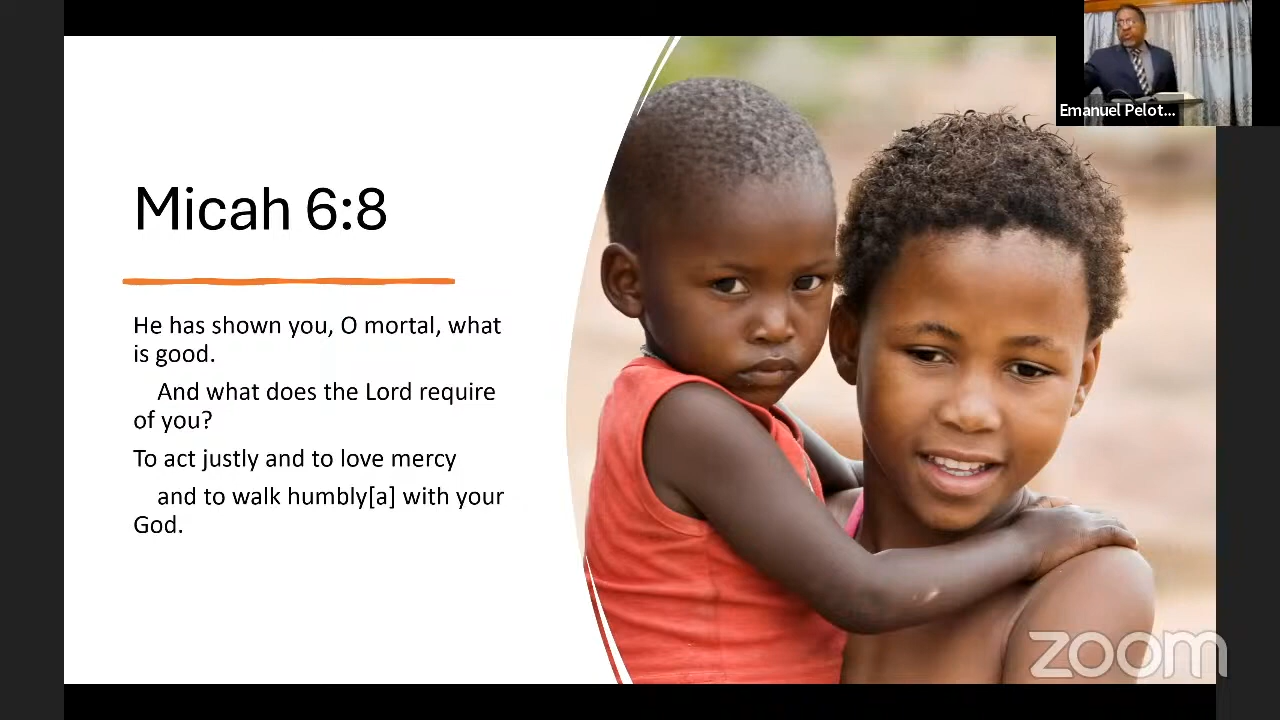 Emanuel Pelot...
Micah 6:8
He has shown you, O mortal, what
is good.
And what does the Lord require
of you?
To act justly and to love mercy
and to walk humbly[a] with your
God.
zoom